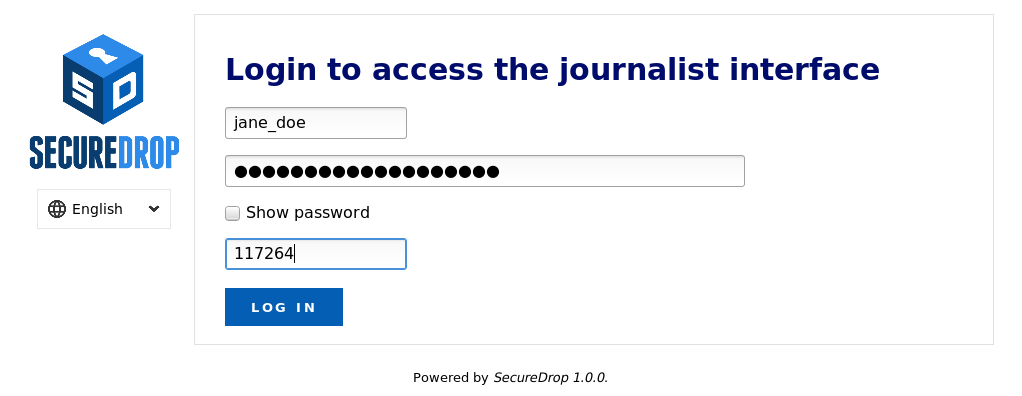 SD
SECUREDROP
English
Login to access the journalist interface
jane_doe
●●●●●●●●●●●●●●●●●●●
Show password
117264
LOG IN
Powered by SecureDrop 1.0.0.